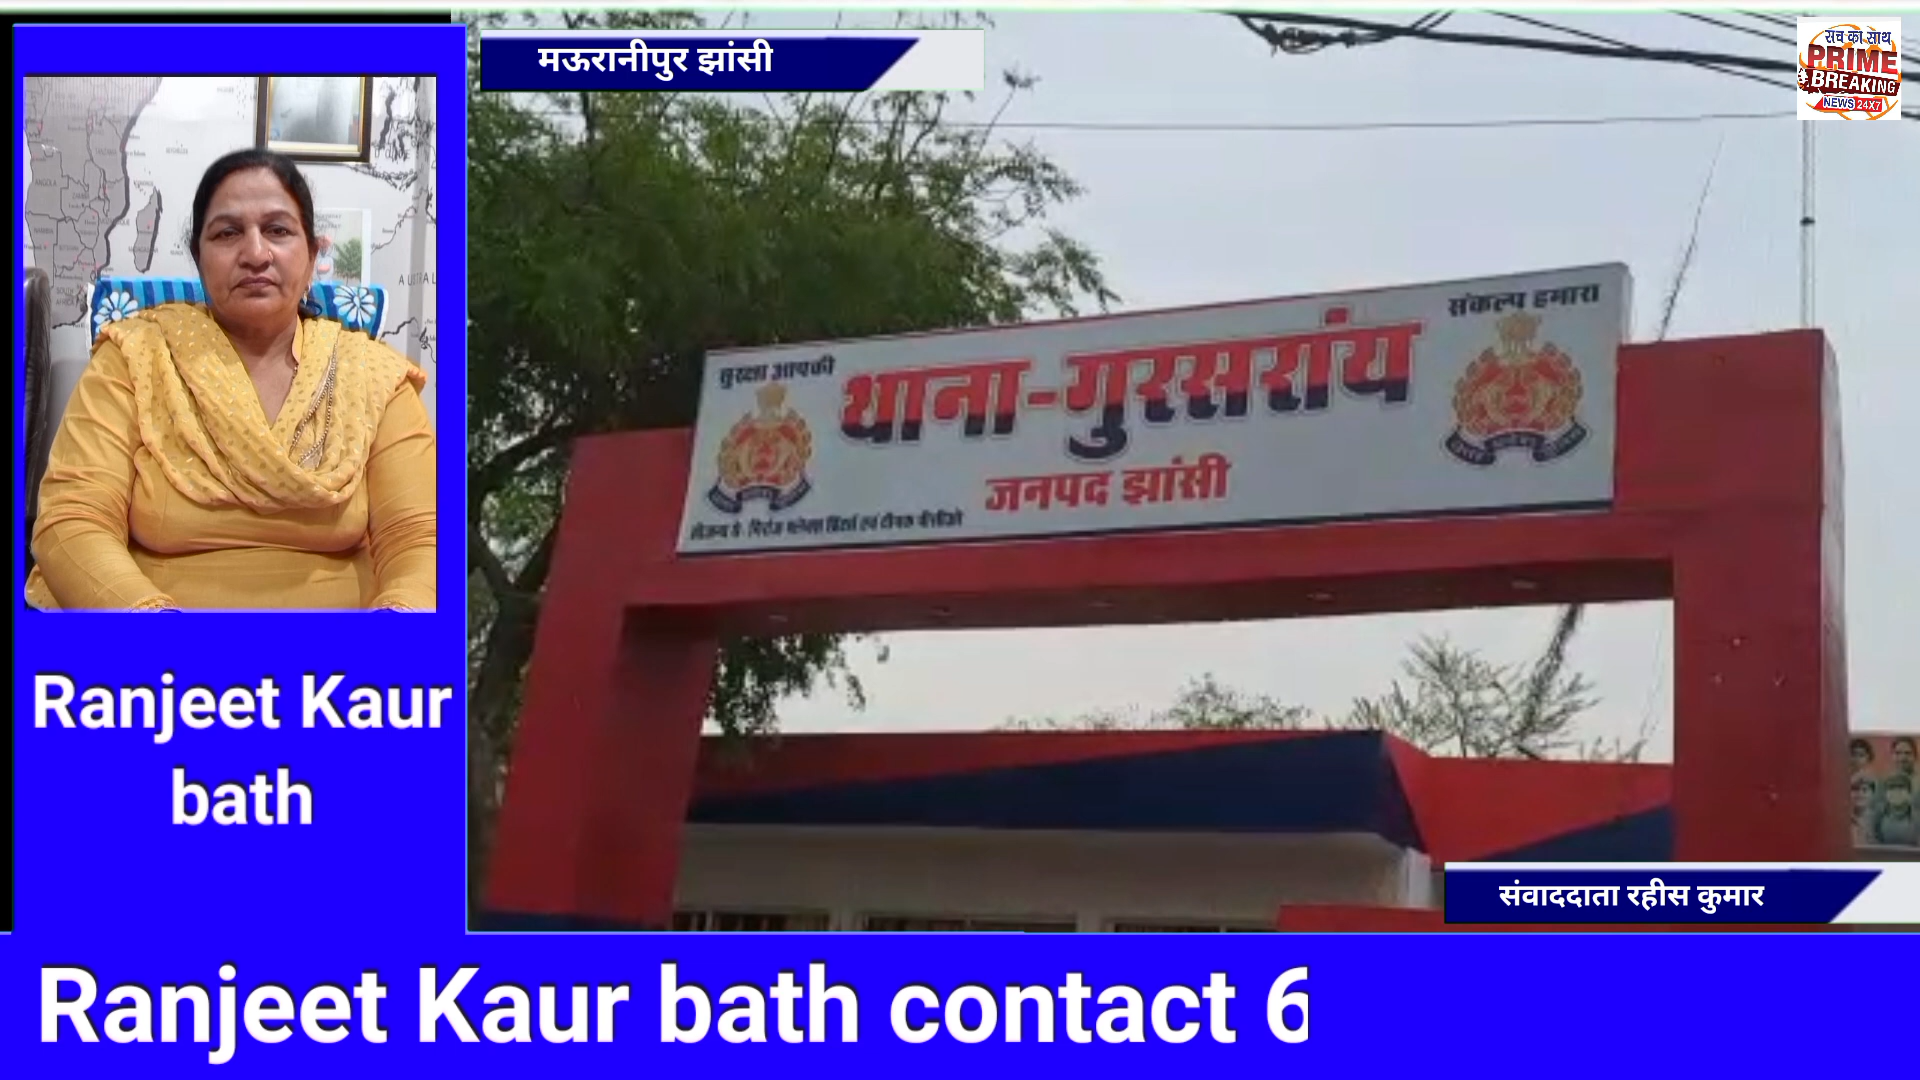 मऊरानीपुर झांसी
सच का साथ
PRIME
BREAKING
NEWS 24X7
सुरक्षा आपकी
संकल्प हमारा
थाना-गुरसरांय
जनपद झांसी
Ranjeet Kaur
bath
संवाददाता रहीस कुमार
Ranjeet Kaur bath contact 6